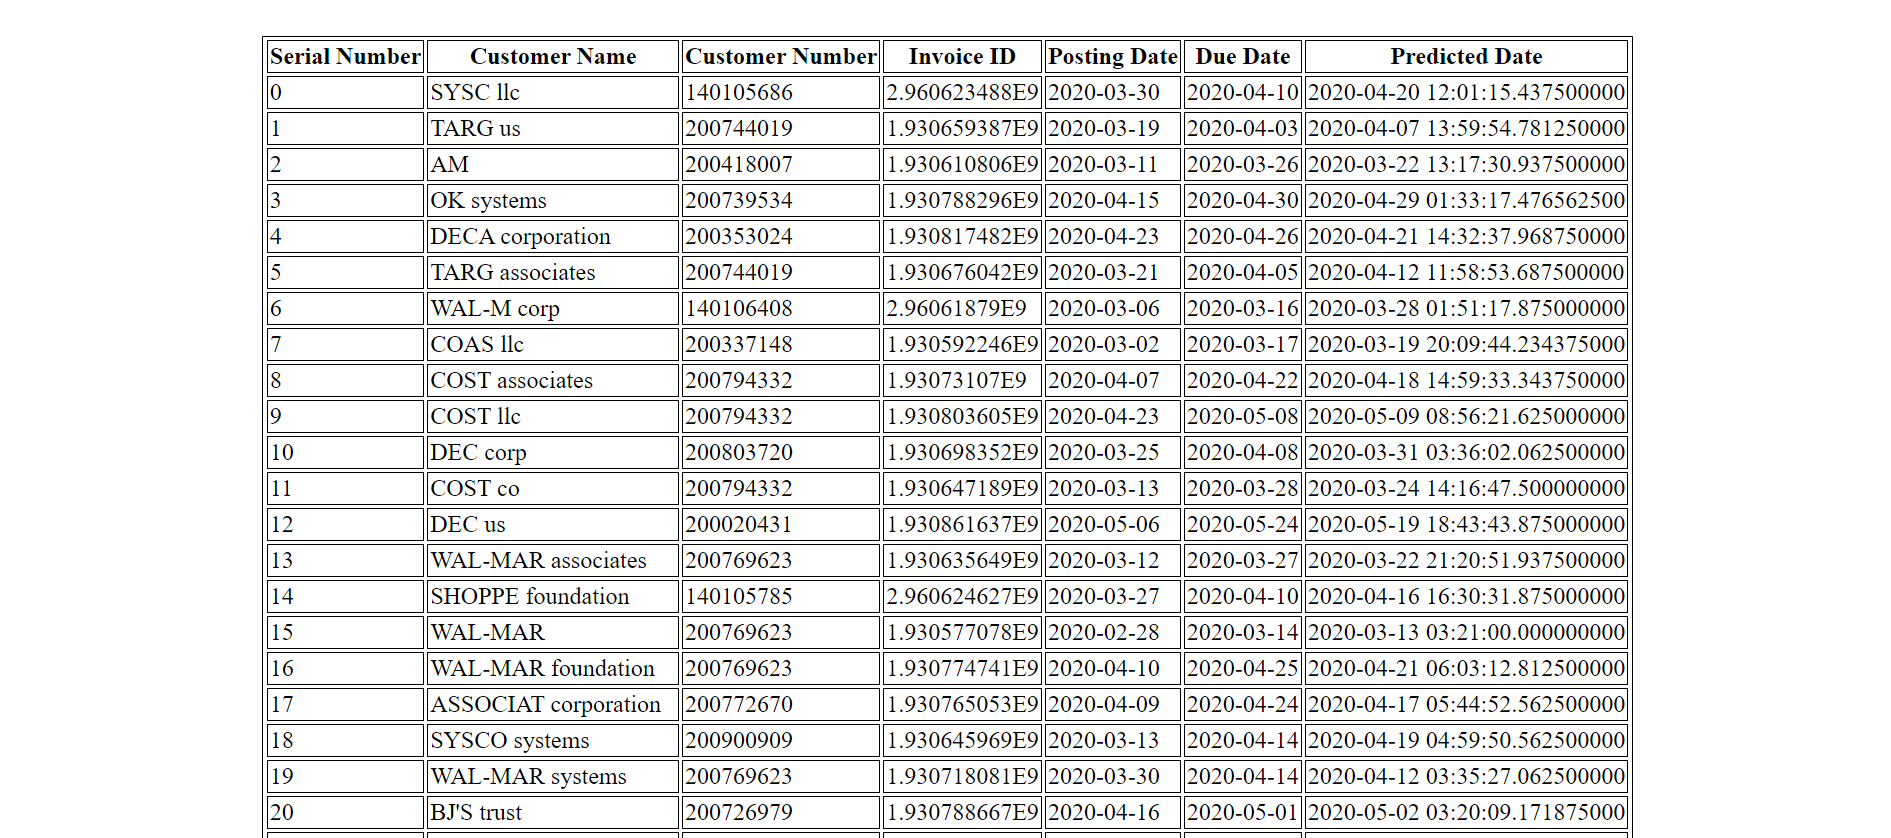 Serial Number Customer Name Customer Number Invoice ID Posting Date Due Date Predicted Date
0 SYSC llc 140105686 2.960623488E9 2020-03-30 2020-04-10 2020-04-20 12:01:15.437500000
1 TARG us 200744019 1.930659387E9 2020-03-19 2020-04-03 2020-04-07 13:59:54.781250000
2 AM 200418007 1.930610806E9 2020-03-11 2020-03-26 2020-03-22 13:17:30.937500000
3 OK systems 200739534 1.930788296E9 2020-04-15 2020-04-30 2020-04-29 01:33:17.476562500
4 DECA corporation 200353024 1.930817482E9 2020-04-23 2020-04-26 2020-04-21 14:32:37.968750000
5 TARG associates 200744019 1.930676042E9 2020-03-21 2020-04-05 2020-04-12 11:58:53.687500000
6 WAL-M corp 140106408 2.96061879E9 2020-03-06 2020-03-16 2020-03-28 01:51:17.875000000
7 COAS llc 200337148 1.930592246E9 2020-03-02 2020-03-17 2020-03-19 20:09:44.234375000
8 COST associates 200794332 1.93073107E9 2020-04-07 2020-04-22 2020-04-18 14:59:33.343750000
9 COST llc 200794332 1.930803605E9 2020-04-23 2020-05-08 2020-05-09 08:56:21.625000000
10 DEC corp 200803720 1.930698352E9 2020-03-25 2020-04-08 2020-03-31 03:36:02.062500000
11 COST co 200794332 1.930647189E9 2020-03-13 2020-03-28 2020-03-24 14:16:47.500000000
12 DEC us 200020431 1.930861637E9 2020-05-06 2020-05-24 2020-05-19 18:43:43.875000000
13 WAL-MAR associates 200769623 1.930635649E9 2020-03-12 2020-03-27 2020-03-22 21:20:51.937500000
14 SHOPPE foundation 140105785 2.960624627E9 2020-03-27 2020-04-10 2020-04-16 16:30:31.875000000
15 WAL-MAR 200769623 1.930577078E9 2020-02-28 2020-03-14 2020-03-13 03:21:00.000000000
16 WAL-MAR foundation 200769623 1.930774741E9 2020-04-10 2020-04-25 2020-04-21 06:03:12.812500000
17 ASSOCIAT corporation 200772670 1.930765053E9 2020-04-09 2020-04-24 2020-04-17 05:44:52.562500000
18 SYSCO systems 200900909 1.930645969E9 2020-03-13 2020-04-14 2020-04-19 04:59:50.562500000
19 WAL-MAR systems 200769623 1.930718081E9 2020-03-30 2020-04-14 2020-04-12 03:35:27.062500000
20 BJ'S trust 200726979 1.930788667E9 2020-04-16 2020-05-01 2020-05-02 03:20:09.171875000